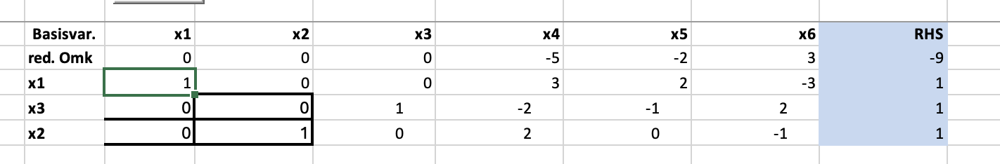 Basisvar. x1 x2 x3 x4 x5 x6 RHS
red. Omk 0 0 0 -5 -2 3 -9
x1 1 0 0 3 2 -3 1
x3 0 0 1 -2 -1 2 1
x2 0 1 0 2 0 -1 1